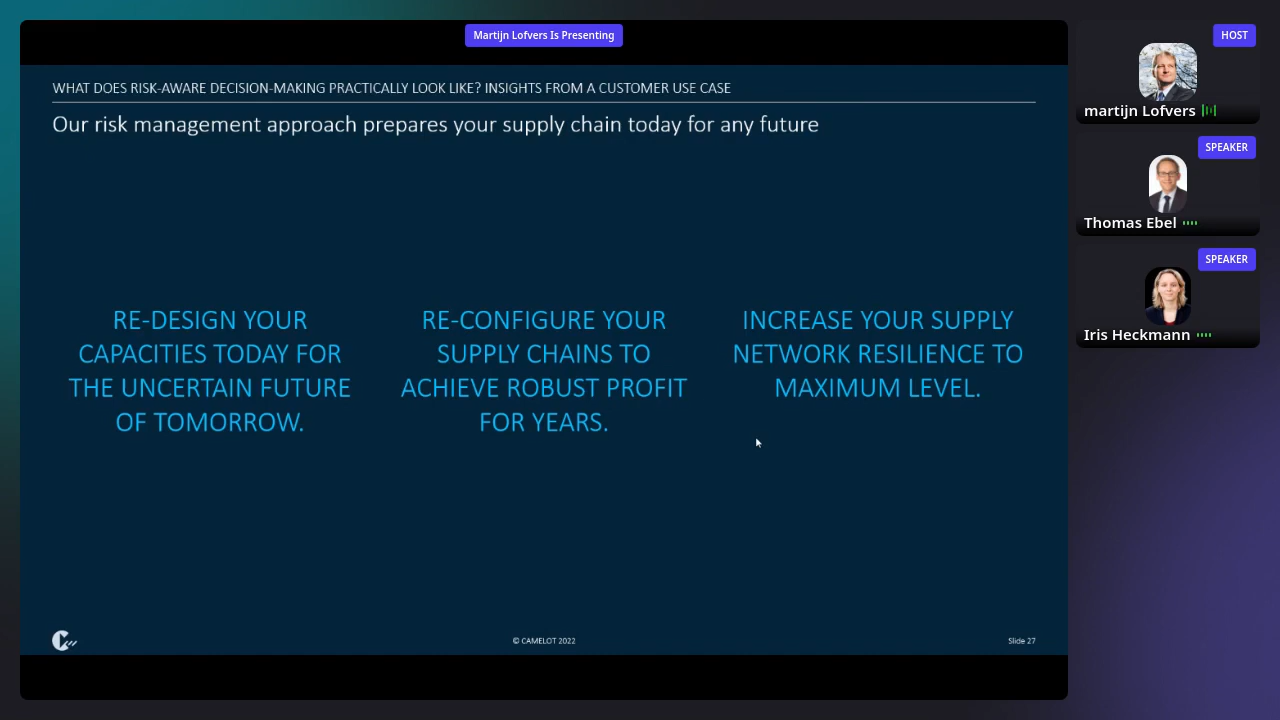 Martijn Lofvers Is Presenting
WHAT DOES RISK-AWARE DECISION-MAKING PRACTICALLY LOOK LIKE? INSIGHTS FROM A CUSTOMER USE CASE
Our risk management approach prepares your supply chain today for any future
RE-DESIGN YOUR
CAPACITIES TODAY FOR
THE UNCERTAIN FUTURE
OF TOMORROW.
RE-CONFIGURE YOUR
SUPPLY CHAINS TO
ACHIEVE ROBUST PROFIT
FOR YEARS.
INCREASE YOUR SUPPLY
NETWORK RESILIENCE TO
MAXIMUM LEVEL.
© CAMELOT 2022
Slide 27
HOST
martijn Lofvers
SPEAKER
Thomas Ebel
SPEAKER
Iris Heckmann